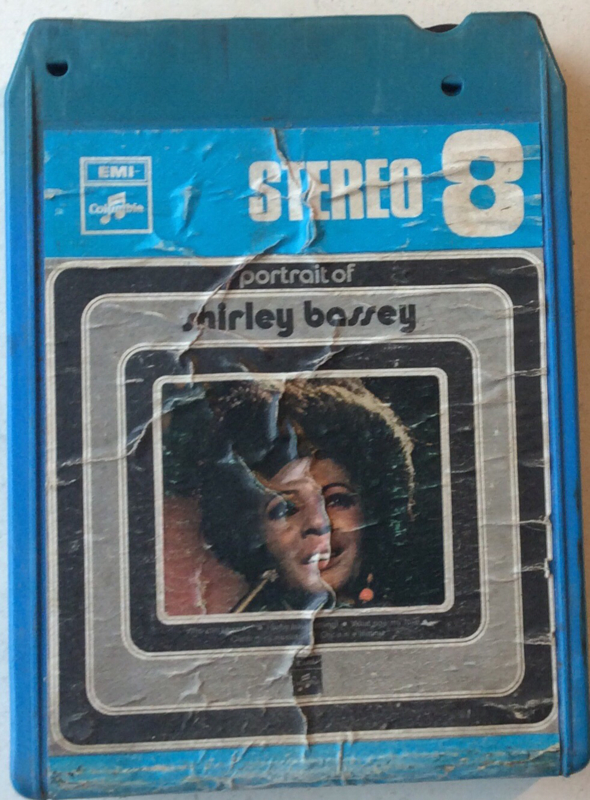 EMI
Columbia
STEREO 8
portrait of
shirley bassey